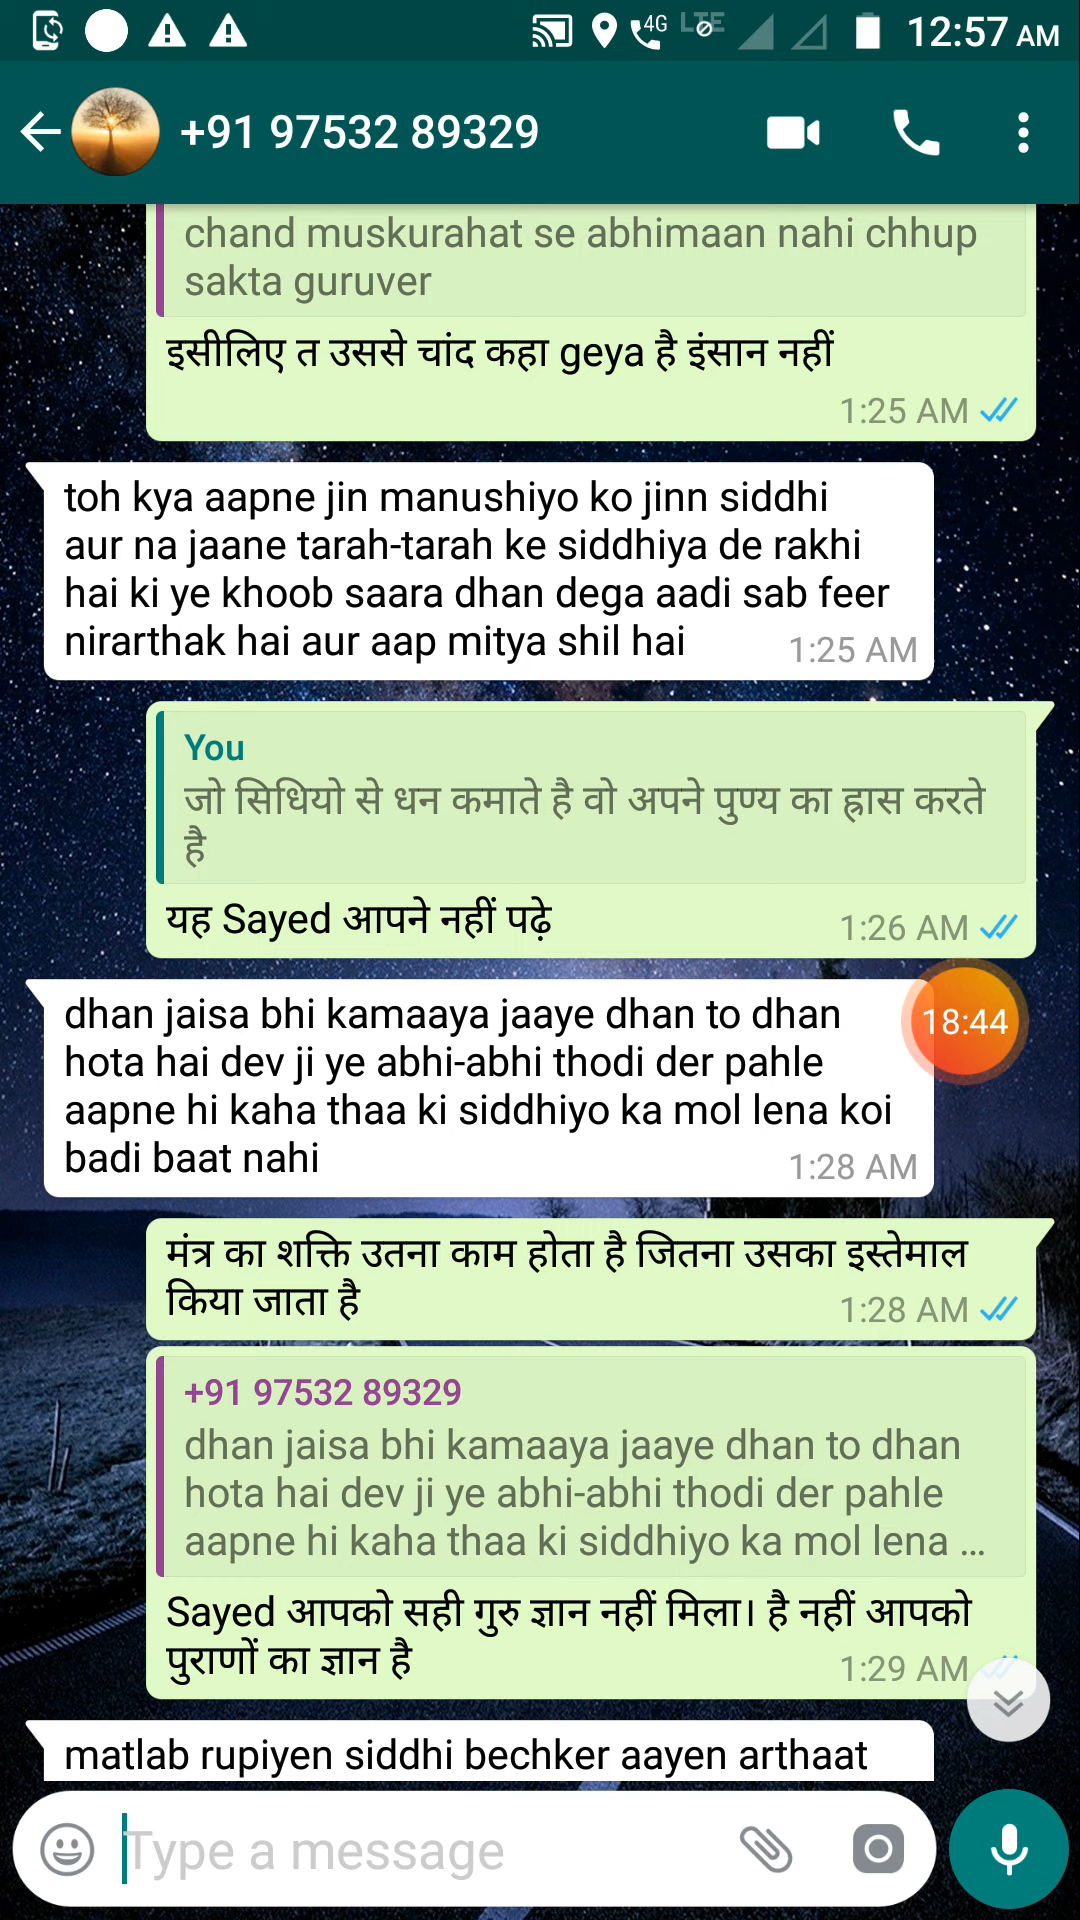 4G LTE 12:57 AM
+91 97532 89329
chand muskurahat se abhimaan nahi chhup
sakta guruver
इसीलिए त उससे चांद कहा geya है इंसान नहीं
1:25 AM
toh kya aapne jin manushiyo ko jinn siddhi
aur na jaane tarah-tarah ke siddhiya de rakhi
hai ki ye khoob saara dhan dega aadi sab feer
nirarthak hai aur aap mitya shil hai 1:25 AM
You
जो सिधियो से धन कमाते है वो अपने पुण्य का ह्रास करते
है
यह Sayed आपने नहीं पढ़े 1:26 AM
dhan jaisa bhi kamaaya jaaye dhan to dhan
18:44
hota hai dev ji ye abhi-abhi thodi der pahle
aapne hi kaha thaa ki siddhiyo ka mol lena koi
badi baat nahi 1:28 AM
मंत्र का शक्ति उतना काम होता है जितना उसका इस्तेमाल
किया जाता है 1:28 AM
+91 97532 89329
dhan jaisa bhi kamaaya jaaye dhan to dhan
hota hai dev ji ye abhi-abhi thodi der pahle
aapne hi kaha thaa ki siddhiyo ka mol lena ...
Sayed आपको सही गुरु ज्ञान नहीं मिला। है नहीं आपको
पुराणों का ज्ञान है 1:29 AM
matlab rupiyen siddhi bechker aayen arthaat
Type a message